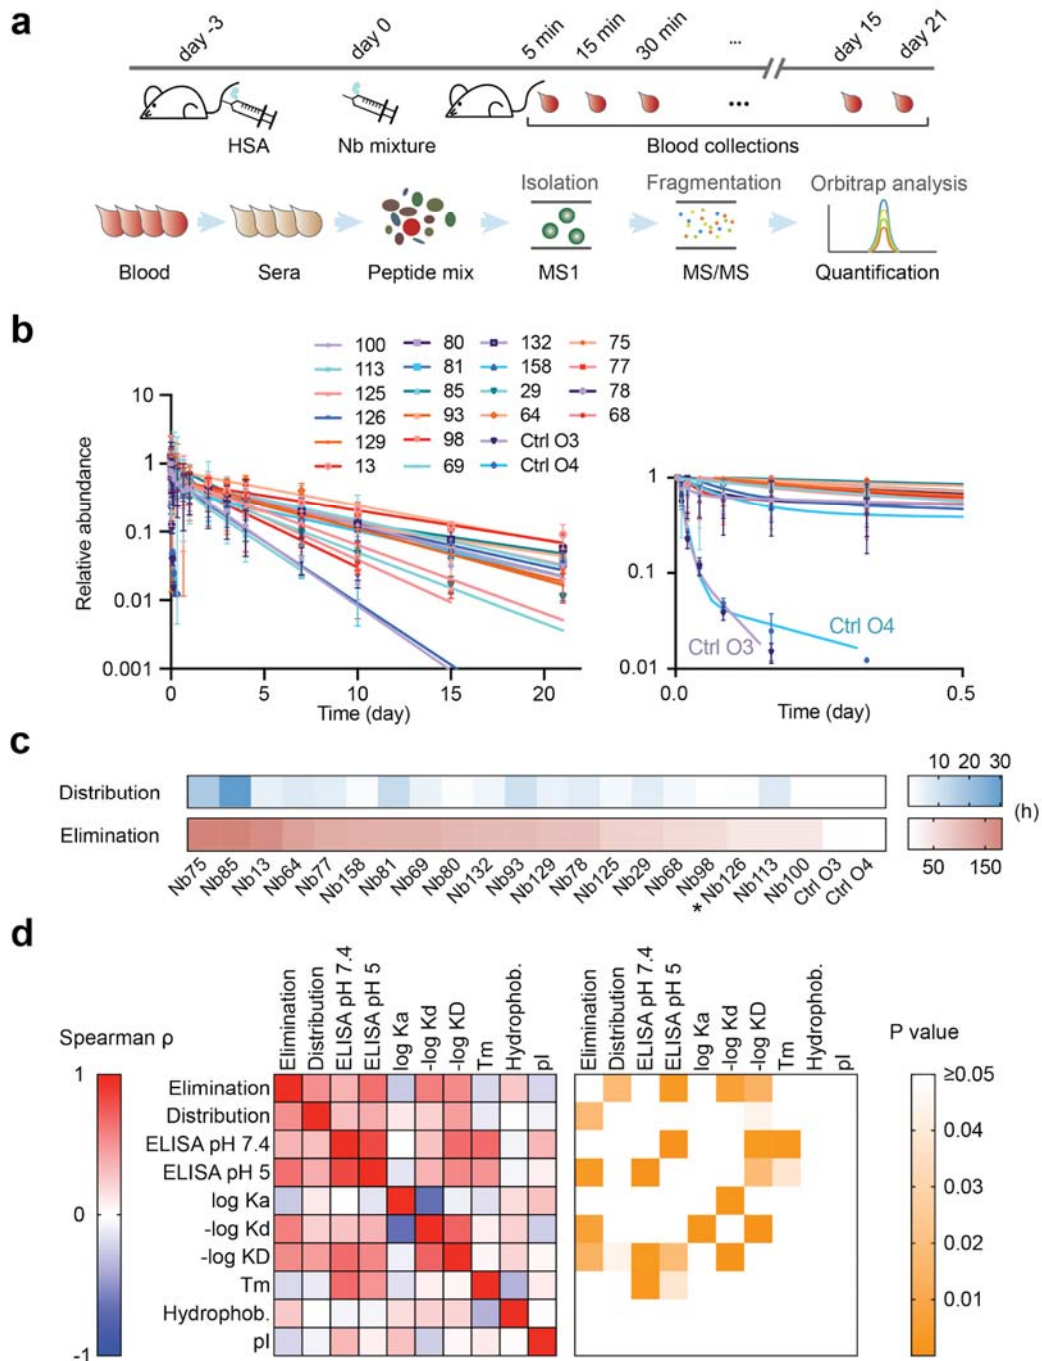 a
day -3
day 0
5 min
15 min
30 min
...
day 15
day 21
HSA
Nb mixture
Blood collections
Isolation
Fragmentation
Orbitrap analysis
Blood
Sera
Peptide mix
MS1
MS/MS
Quantification
b
100 80 132 75
113 81 158 77
125 85 29 78
126 93 64 68
129 98 Ctrl O3
13 69 Ctrl O4
Relative abundance
10
1
0.1
0.01
0.001
0 5 10 15 20
Time (day)
1
0.1
0.01
Ctrl O3
Ctrl O4
0.0 0.5
Time (day)
c
Distribution
10 20 30
(h)
Elimination
50 150
Nb75 Nb85 Nb13 Nb64 Nb77 Nb158 Nb81 Nb69 Nb80 Nb132 Nb93 Nb129 Nb78 Nb125 Nb29 Nb68 Nb98 * Nb126 Nb113 Nb100 Ctrl O3 Ctrl O4
d
Spearman ρ
1
0
-1
Elimination Distribution ELISA pH 7.4 ELISA pH 5 log Ka -log Kd -log KD Tm Hydrophob. pI
Elimination
Distribution
ELISA pH 7.4
ELISA pH 5
log Ka
-log Kd
-log KD
Tm
Hydrophob.
pI
Elimination Distribution ELISA pH 7.4 ELISA pH 5 log Ka -log Kd -log KD Tm Hydrophob. pI
P value
≥0.05
0.04
0.03
0.02
0.01